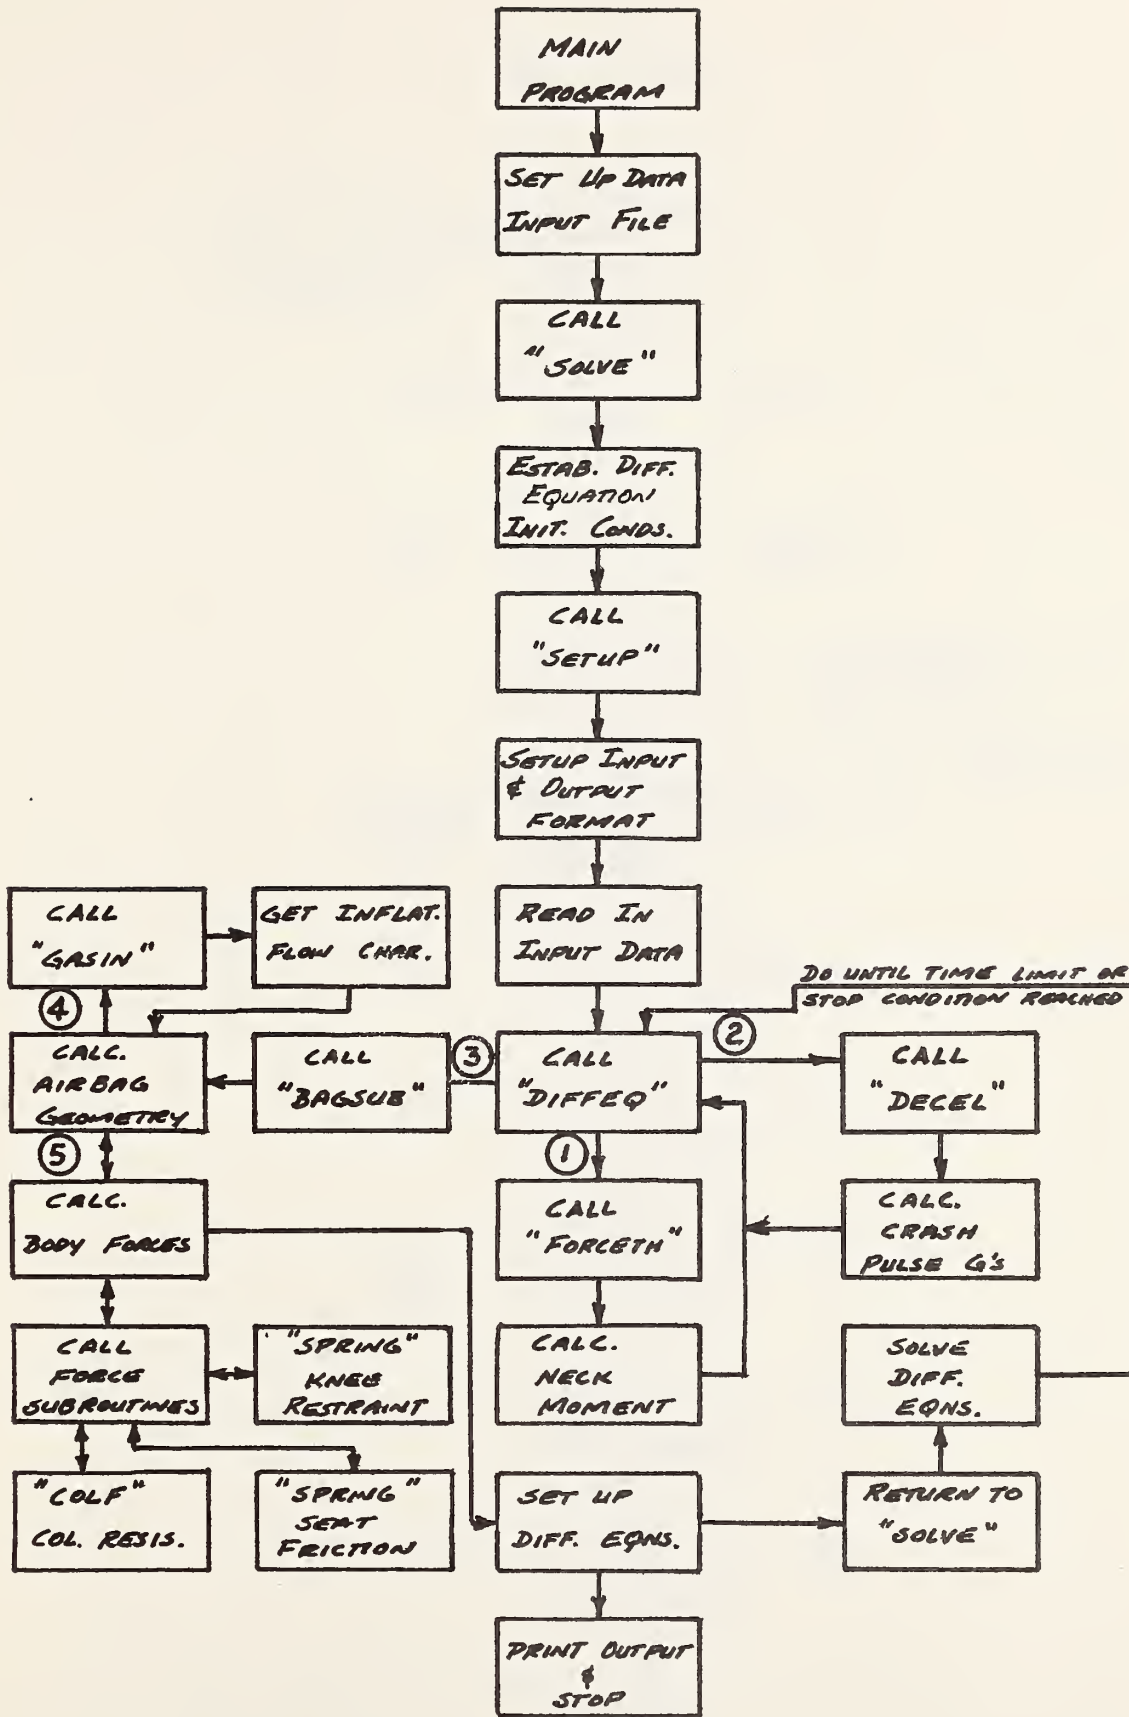 MAIN
PROGRAM
SET UP DATA
INPUT FILE
CALL
"SOLVE"
ESTAB. DIFF.
EQUATION
INIT. CONDS.
CALL
"SETUP"
SETUP INPUT
& OUTPUT
FORMAT
CALL
"GASIN"
GET INFLAT.
FLOW CHAR.
READ IN
INPUT DATA
DO UNTIL TIME LIMIT OR
STOP CONDITION REACHED
4
CALC.
AIRBAG
GEOMETRY
CALL
"BAGSUB"
3
CALL
"DIFFEQ"
2
CALL
"DECEL"
5
1
CALC.
BODY FORCES
CALL
"FORCETH"
CALC.
CRASH
PULSE G'S
CALL
FORCE
SUBROUTINES
"SPRING"
KNEE
RESTRAINT
CALC.
NECK
MOMENT
SOLVE
DIFF.
EQNS.
"COLF"
COL. RESIS.
"SPRING"
SEAT
FRICTION
SET UP
DIFF. EQNS.
RETURN TO
"SOLVE"
PRINT OUTPUT
&
STOP